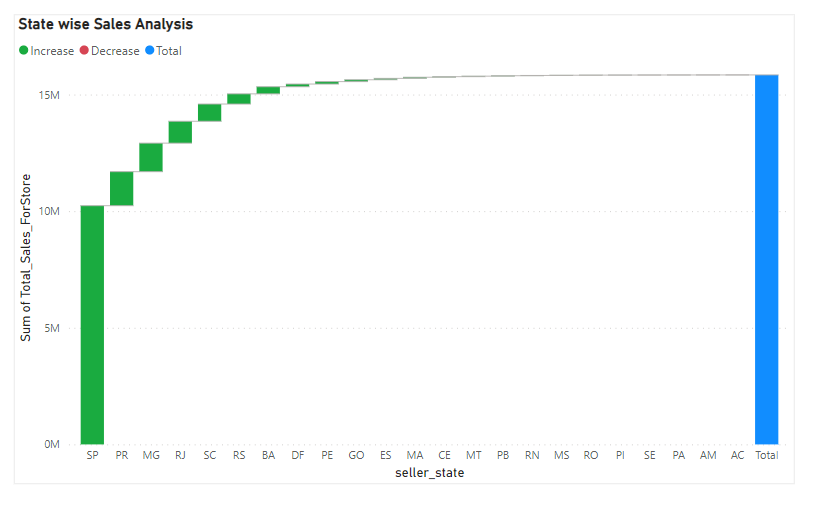 State wise Sales Analysis
Increase Decrease Total
Sum of Total_Sales_ForStore
15M
10M
5M
0M
SP PR MG RJ SC RS BA DF PE GO ES MA CE MT PB RN MS RO PI SE PA AM AC Total
seller_state